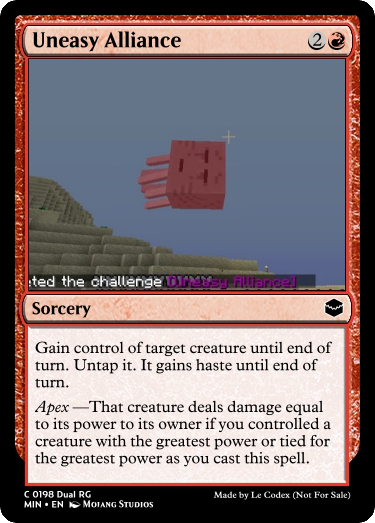 Uneasy Alliance 2
ted the challenge [Uneasy Alliance]
Sorcery
Gain control of target creature until end of
turn. Untap it. It gains haste until end of
turn.
Apex —That creature deals damage equal
to its power to its owner if you controlled a
creature with the greatest power or tied for
the greatest power as you cast this spell.
C 0198 Dual RG
MIN • EN Mojang Studios
Made by Le Codex (Not For Sale)